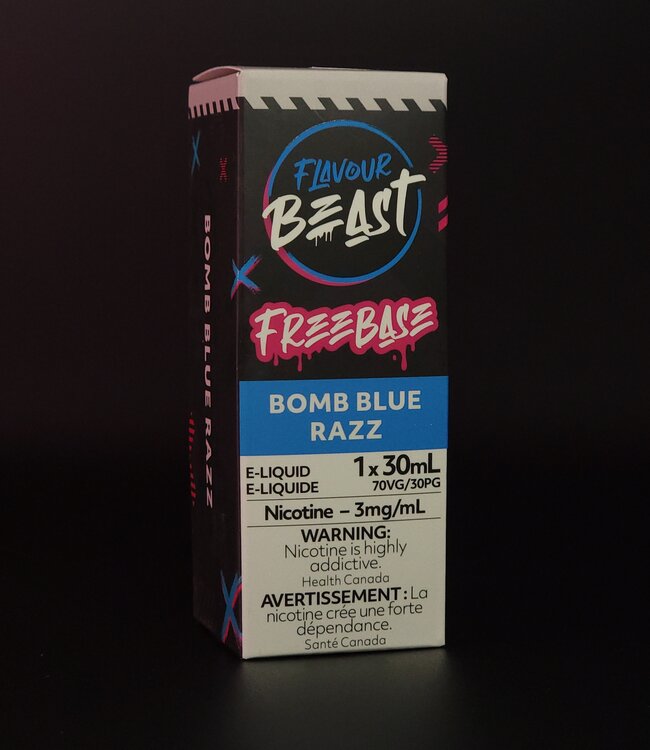 FLAVOUR
BEAST
FREEBASE
BOMB BLUE
RAZZ
E-LIQUID
E-LIQUIDE
1 x 30mL
70VG/30PG
Nicotine – 3mg/mL
WARNING:
Nicotine is highly
addictive.
Health Canada
AVERTISSEMENT : La
nicotine crée une forte
dépendance.
Santé Canada
BOMB BLUE RAZZ